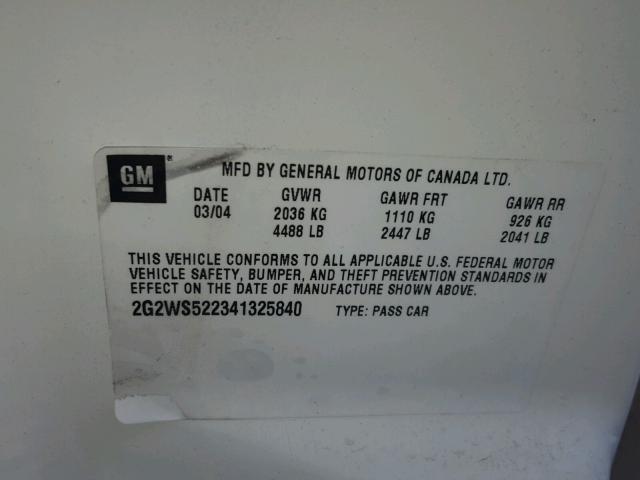 GM ® MFD BY GENERAL MOTORS OF CANADA LTD.
DATE GVWR GAWR FRT GAWR RR
03/04 2036 KG 1110 KG 926 KG
4488 LB 2447 LB 2041 LB
THIS VEHICLE CONFORMS TO ALL APPLICABLE U.S. FEDERAL MOTOR
VEHICLE SAFETY, BUMPER, AND THEFT PREVENTION STANDARDS IN
EFFECT ON THE DATE OF MANUFACTURE SHOWN ABOVE.
2G2WS522341325840 TYPE: PASS CAR